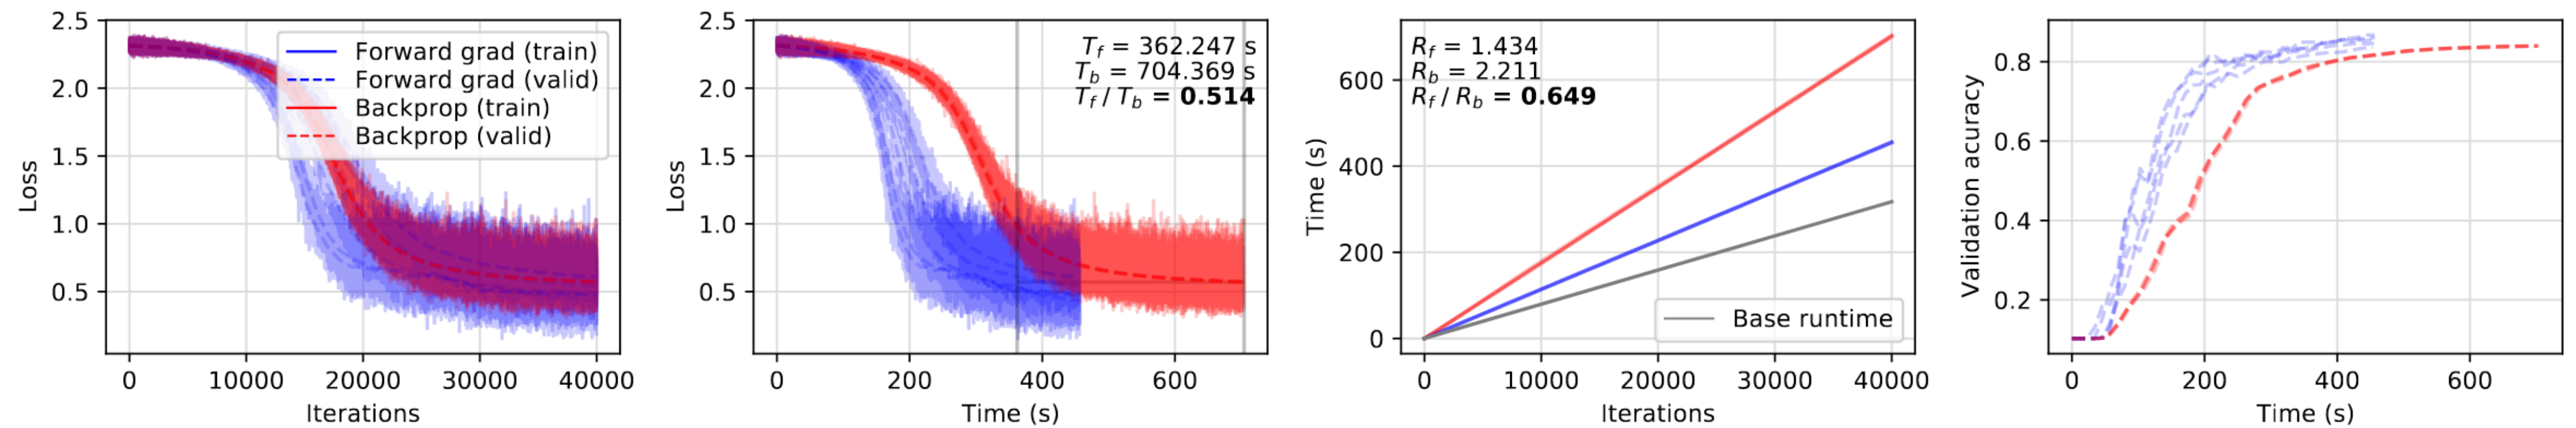 2.5
2.0
1.5
1.0
0.5
Loss
0 10000 20000 30000 40000
Iterations
Forward grad (train)
Forward grad (valid)
Backprop (train)
Backprop (valid)
2.5
2.0
1.5
1.0
0.5
Loss
0 200 400 600
Time (s)
T_f = 362.247 s
T_b = 704.369 s
T_f / T_b = 0.514
600
400
200
0
Time (s)
0 10000 20000 30000 40000
Iterations
R_f = 1.434
R_b = 2.211
R_f / R_b = 0.649
Base runtime
0.8
0.6
0.4
0.2
Validation acuracy
0 200 400 600
Time (s)